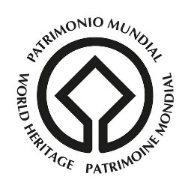 PATRIMONIO MUNDIAL
WORLD HERITAGE
PATRIMOINE MONDIAL